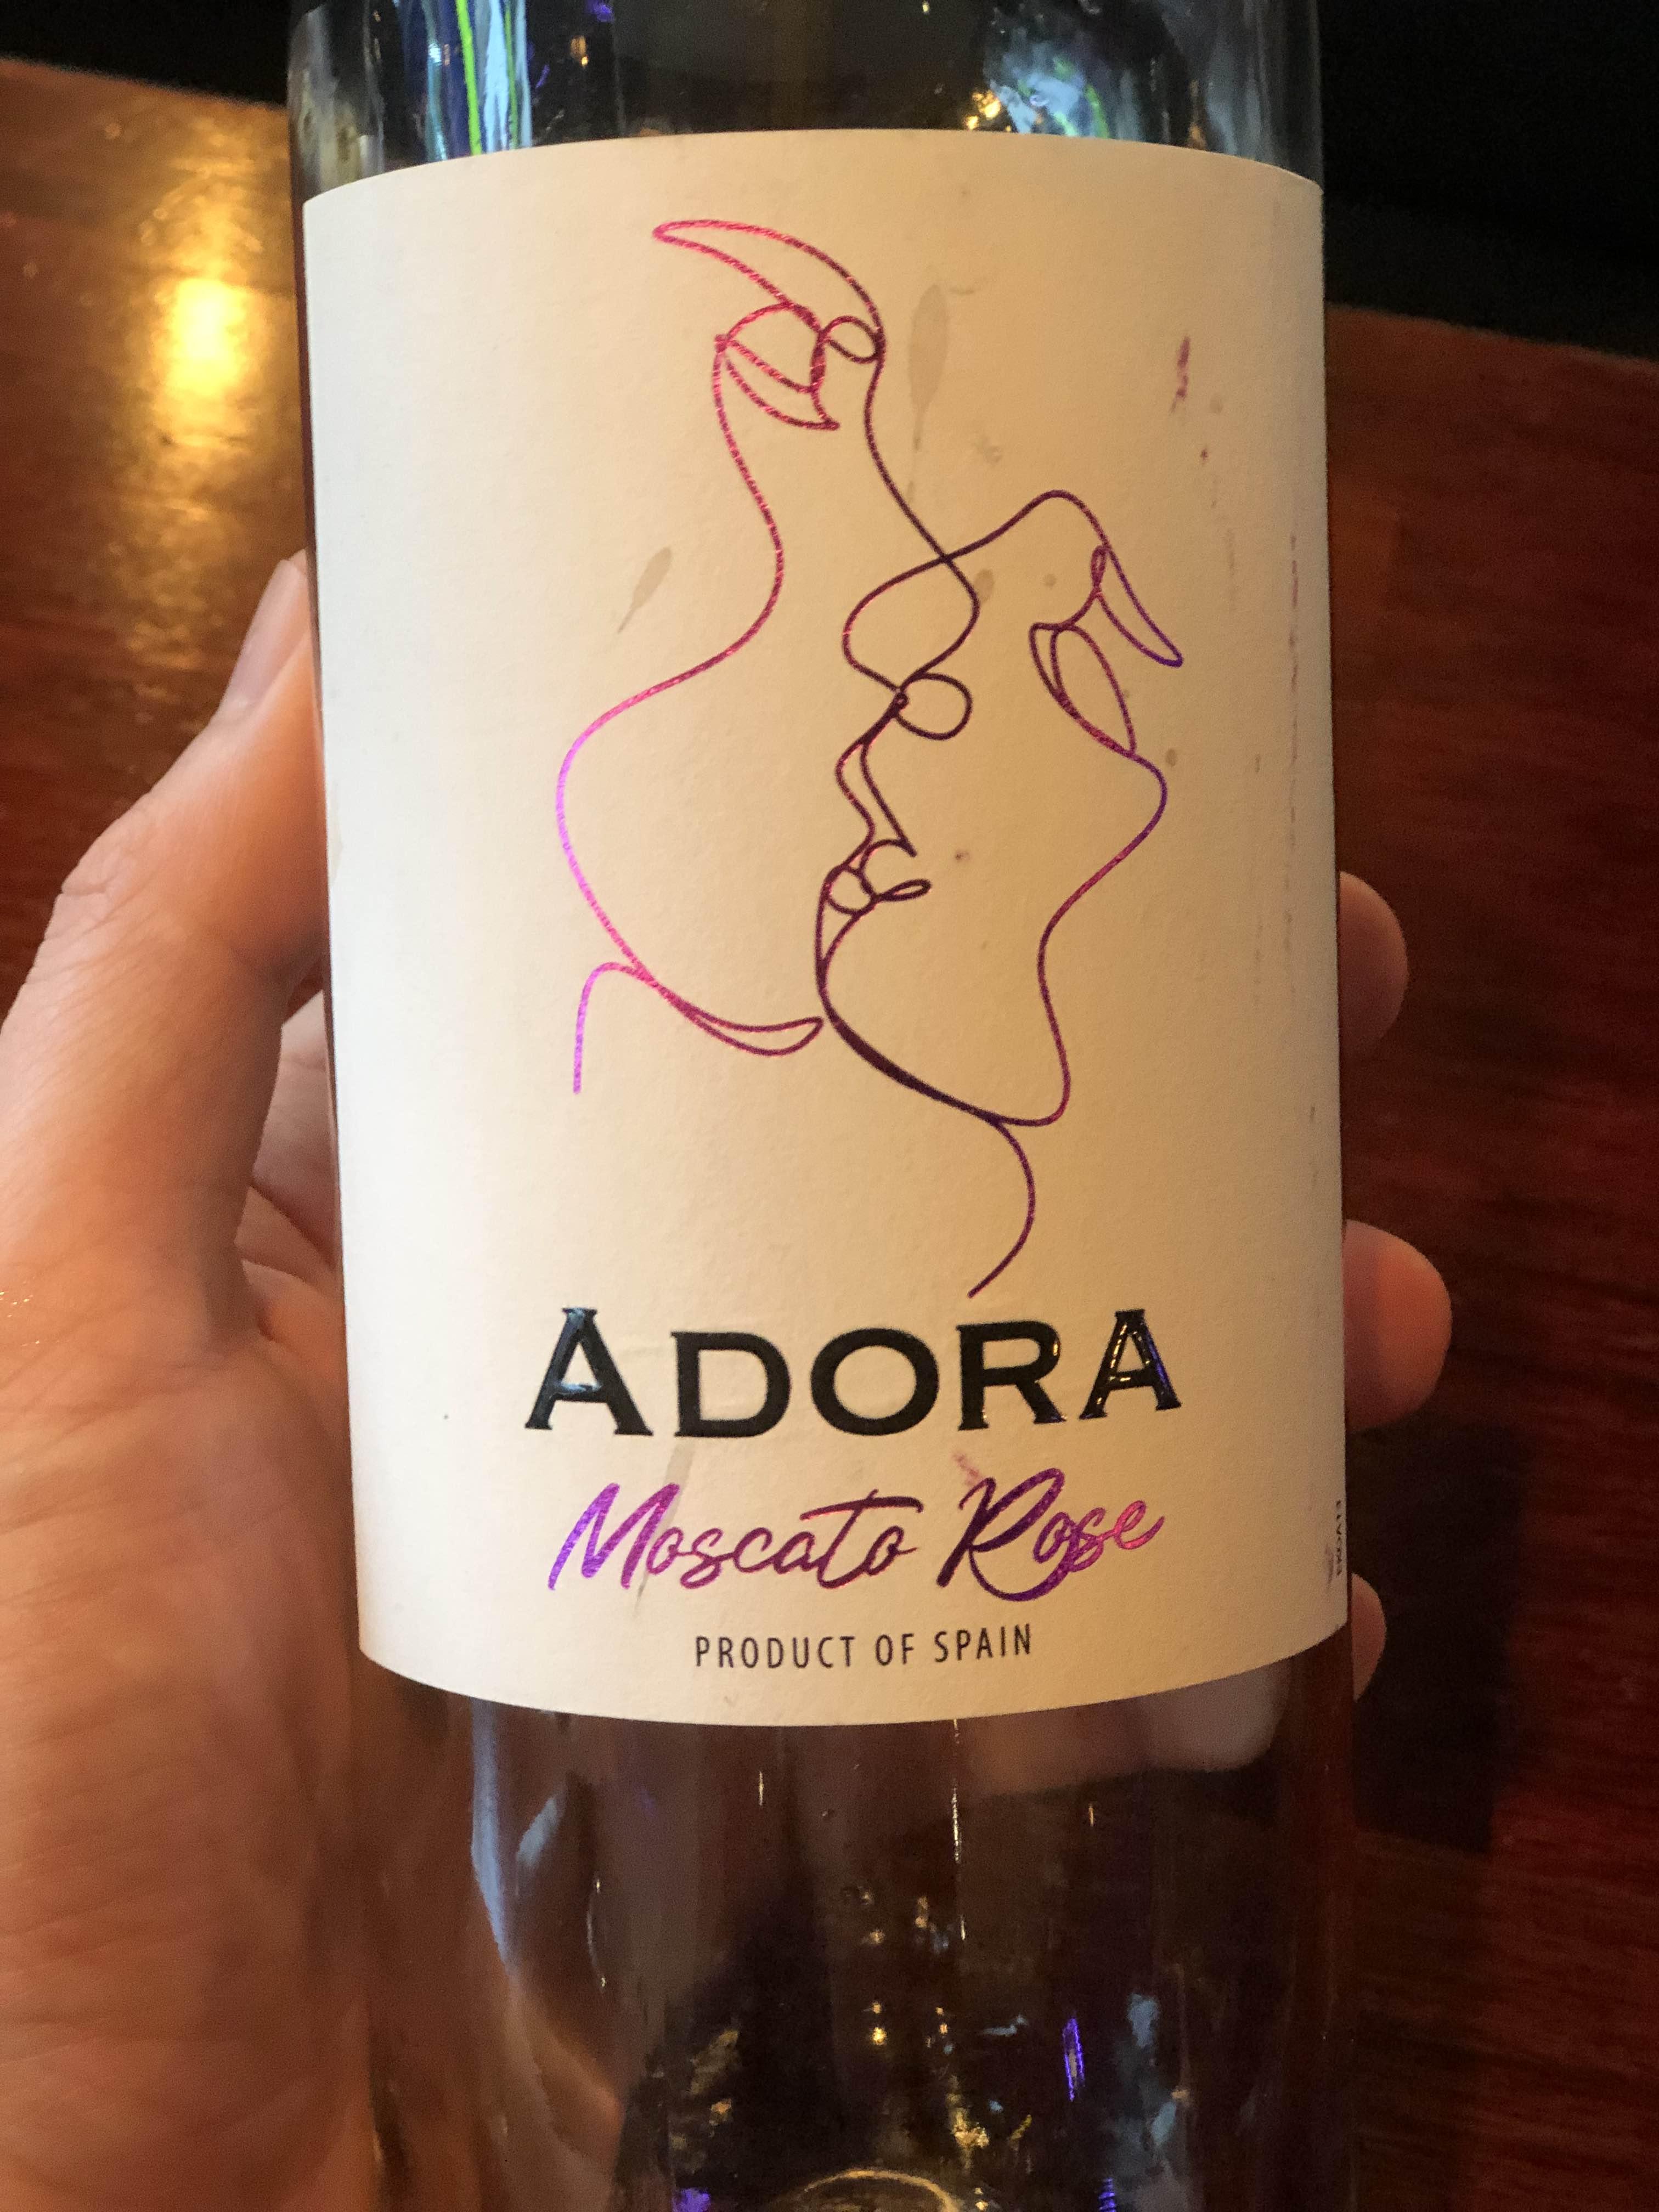 ADORA
Moscato Rose
PRODUCT OF SPAIN